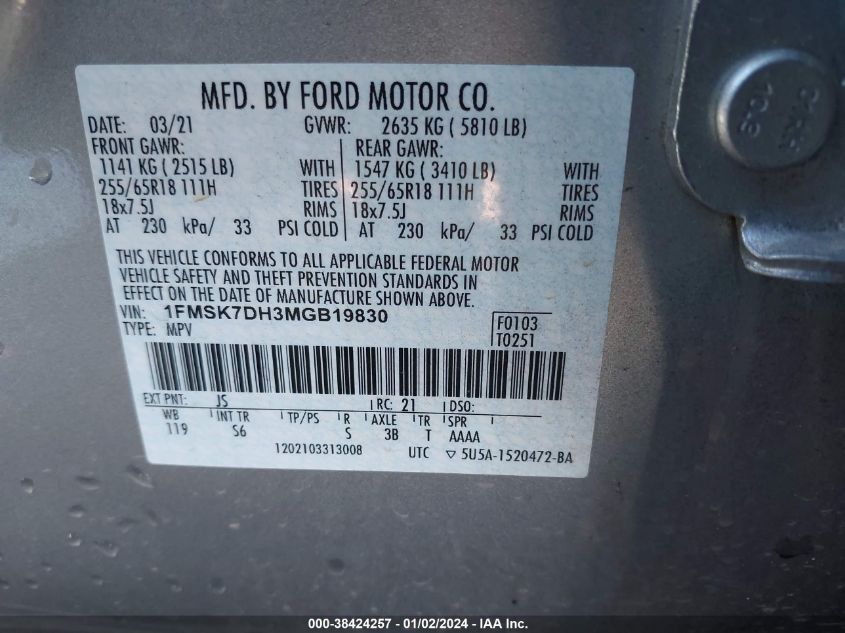 MFD. BY FORD MOTOR CO.
DATE: 03/21 GVWR: 2635 KG ( 5810 LB)
FRONT GAWR: REAR GAWR:
1141 KG ( 2515 LB) WITH 1547 KG ( 3410 LB) WITH
255/65R18 111H TIRES 255/65R18 111H TIRES
18x7.5J RIMS 18x7.5J RIMS
AT 230 kPa/ 33 PSI COLD AT 230 kPa/ 33 PSI COLD
THIS VEHICLE CONFORMS TO ALL APPLICABLE FEDERAL MOTOR
VEHICLE SAFETY AND THEFT PREVENTION STANDARDS IN
EFFECT ON THE DATE OF MANUFACTURE SHOWN ABOVE.
VIN: 1FMSK7DH3MGB19830 F0103
TYPE: MPV T0251
EXT PNT: JS RC: 21 DSO:
WB INT TR TP/PS R AXLE TR SPR
119 S6 S 3B T AAAA
1202103313008 UTC ▽ 5U5A-1520472-BA
10.9
000-38424257 - 01/02/2024 - IAA Inc.